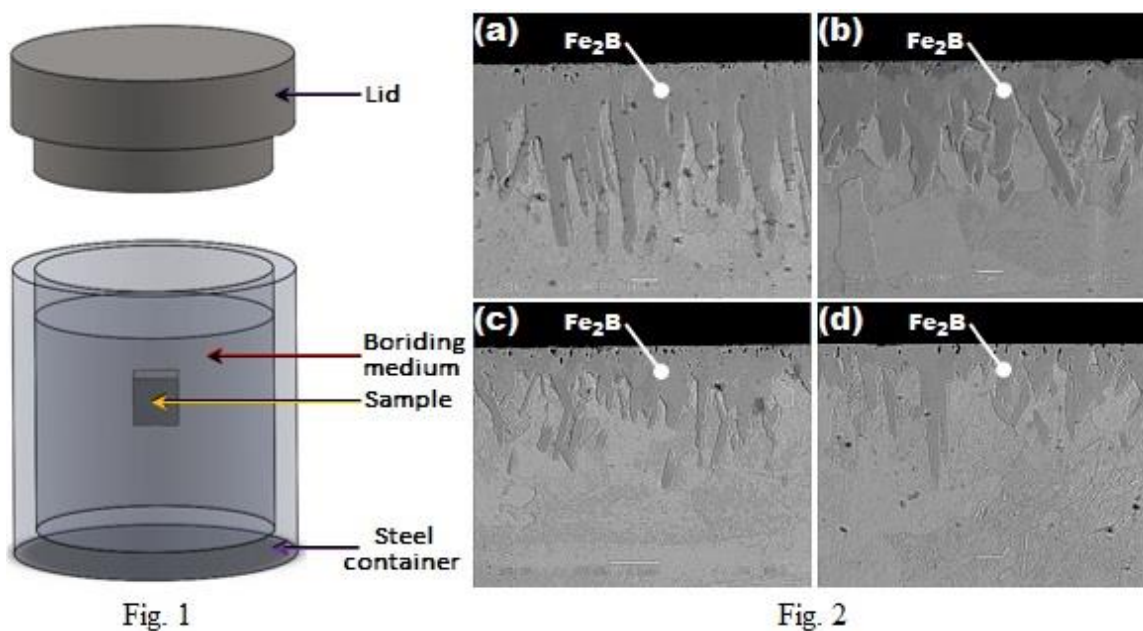 Lid
Boriding
medium
Sample
Steel
container
Fig. 1
(a)
Fe₂B
(b)
Fe₂B
(c)
Fe₂B
(d)
Fe₂B
Fig. 2